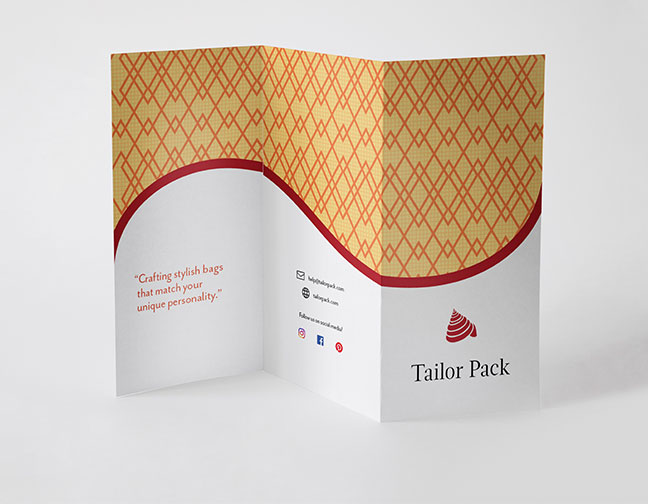 “Crafting stylish bags
that match your
unique personality.”
help@tailorpack.com
tailorpack.com
Follow us on social media!
Tailor Pack